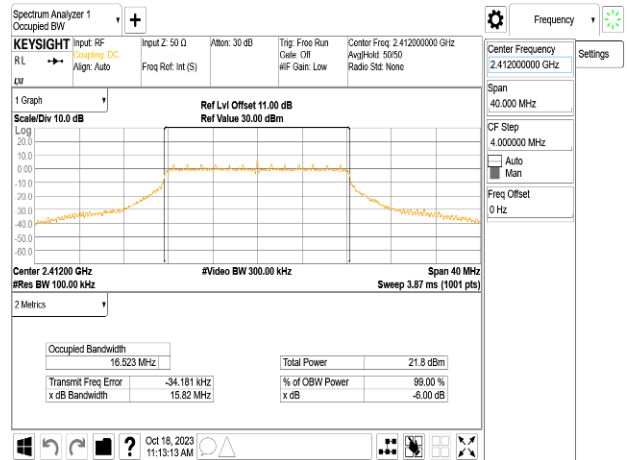 Spectrum Analyzer 1
Occupied BW
+
Frequency
KEYSIGHT
RL
Input: RF
Coupling: DC
Align: Auto
Input Z: 50 Ω
Freq Ref: Int (S)
Atten: 30 dB
Trig: Free Run
Gate: Off
#IF Gain: Low
Center Freq: 2.412000000 GHz
Avg|Hold: 50/50
Radio Std: None
LXI
Center Frequency
2.412000000 GHz
Settings
Span
40.000 MHz
CF Step
4.000000 MHz
Auto
Man
Freq Offset
0 Hz
1 Graph
Scale/Div 10.0 dB
Ref Lvl Offset 11.00 dB
Ref Value 30.00 dBm
Log
20.0
10.0
0.00
-10.0
-20.0
-30.0
-40.0
-50.0
-60.0
Center 2.41200 GHz
#Res BW 100.00 kHz
#Video BW 300.00 kHz
Span 40 MHz
Sweep 3.87 ms (1001 pts)
2 Metrics
Occupied Bandwidth
16.523 MHz
Total Power 21.8 dBm
Transmit Freq Error -34.181 kHz
% of OBW Power 99.00 %
x dB Bandwidth 15.82 MHz
x dB -6.00 dB
?
Oct 18, 2023
11:13:13 AM